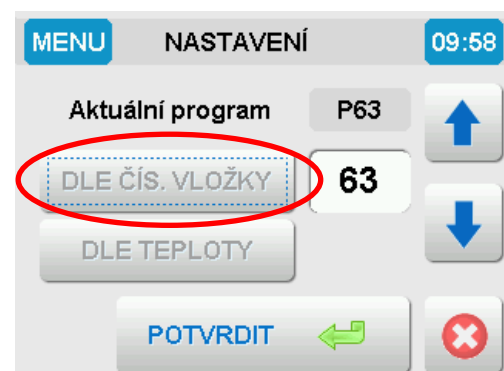 MENU NASTAVENÍ 09:58
Aktuální program P63
DLE ČÍS. VLOŽKY 63
DLE TEPLOTY
POTVRDIT